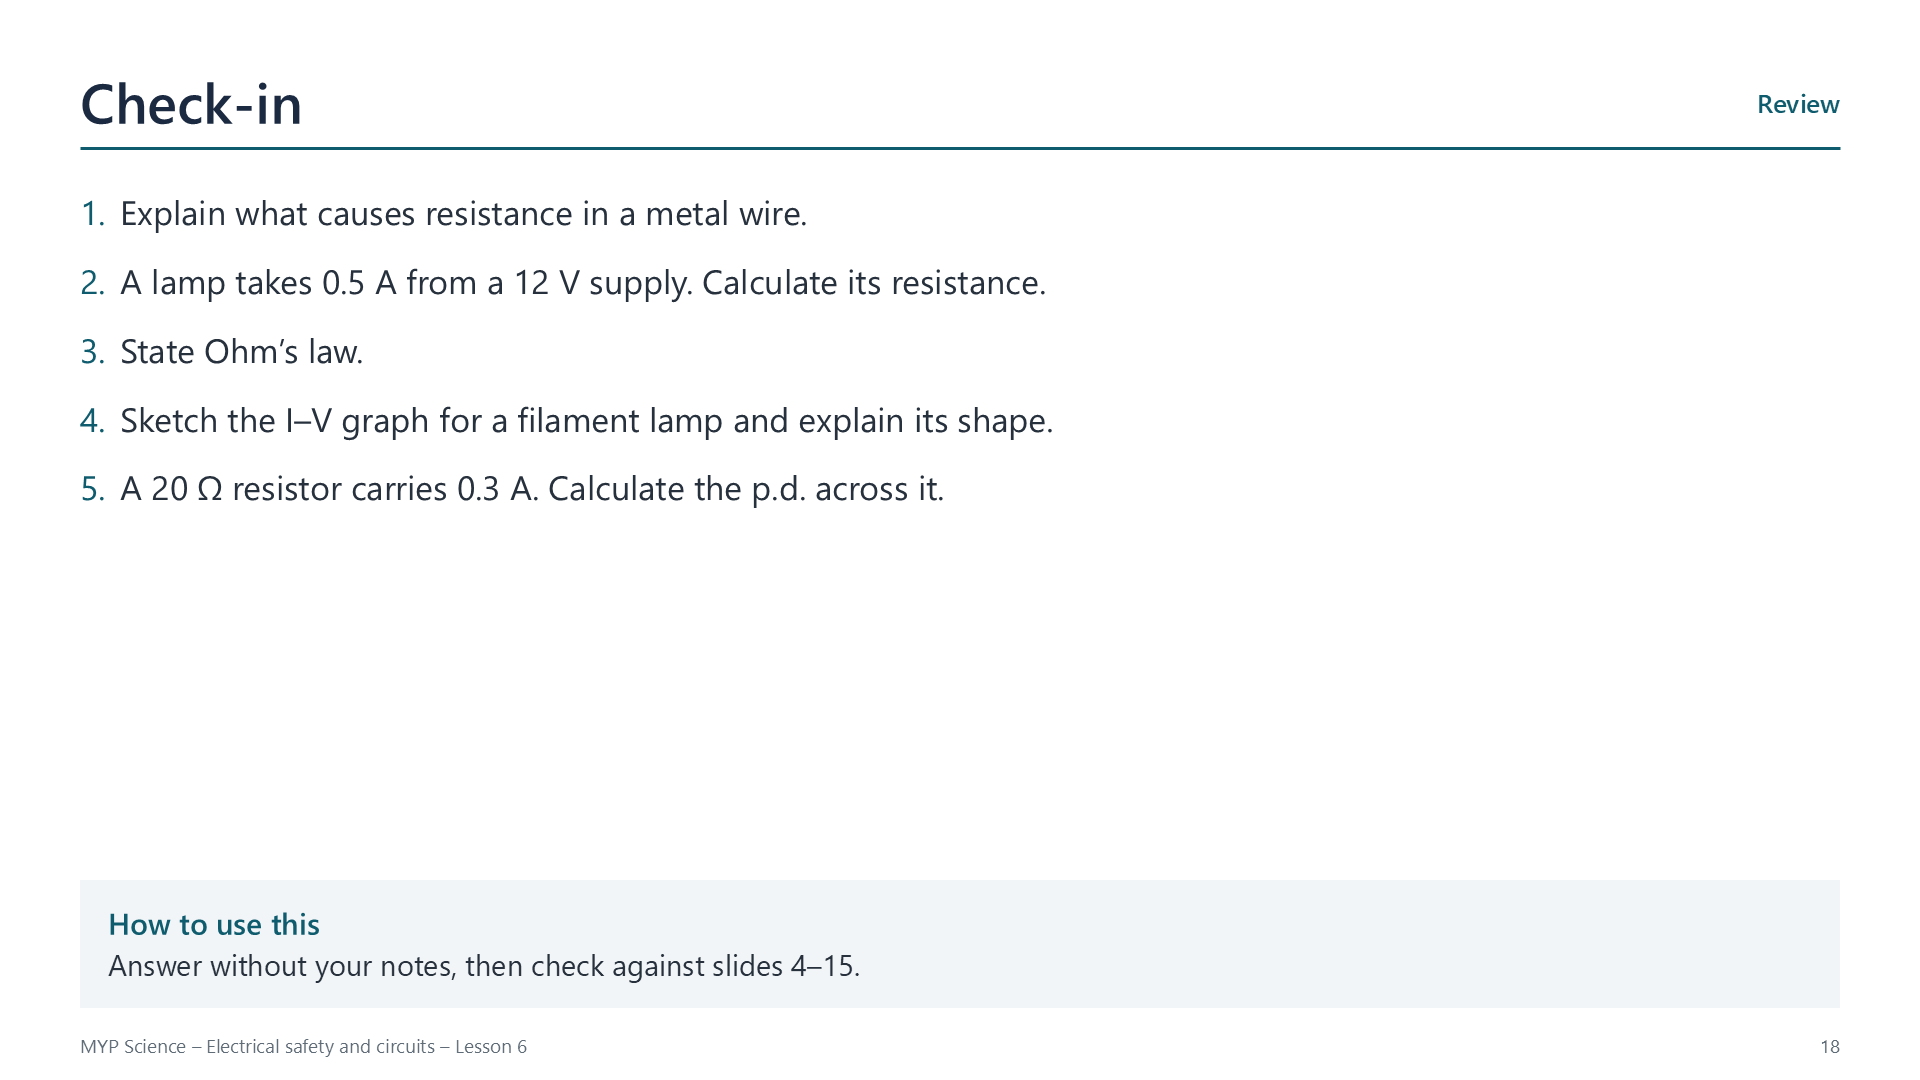 Check-in
Review
1. Explain what causes resistance in a metal wire.
2. A lamp takes 0.5 A from a 12 V supply. Calculate its resistance.
3. State Ohm’s law.
4. Sketch the I–V graph for a filament lamp and explain its shape.
5. A 20 Ω resistor carries 0.3 A. Calculate the p.d. across it.
How to use this
Answer without your notes, then check against slides 4–15.
MYP Science – Electrical safety and circuits – Lesson 6
18